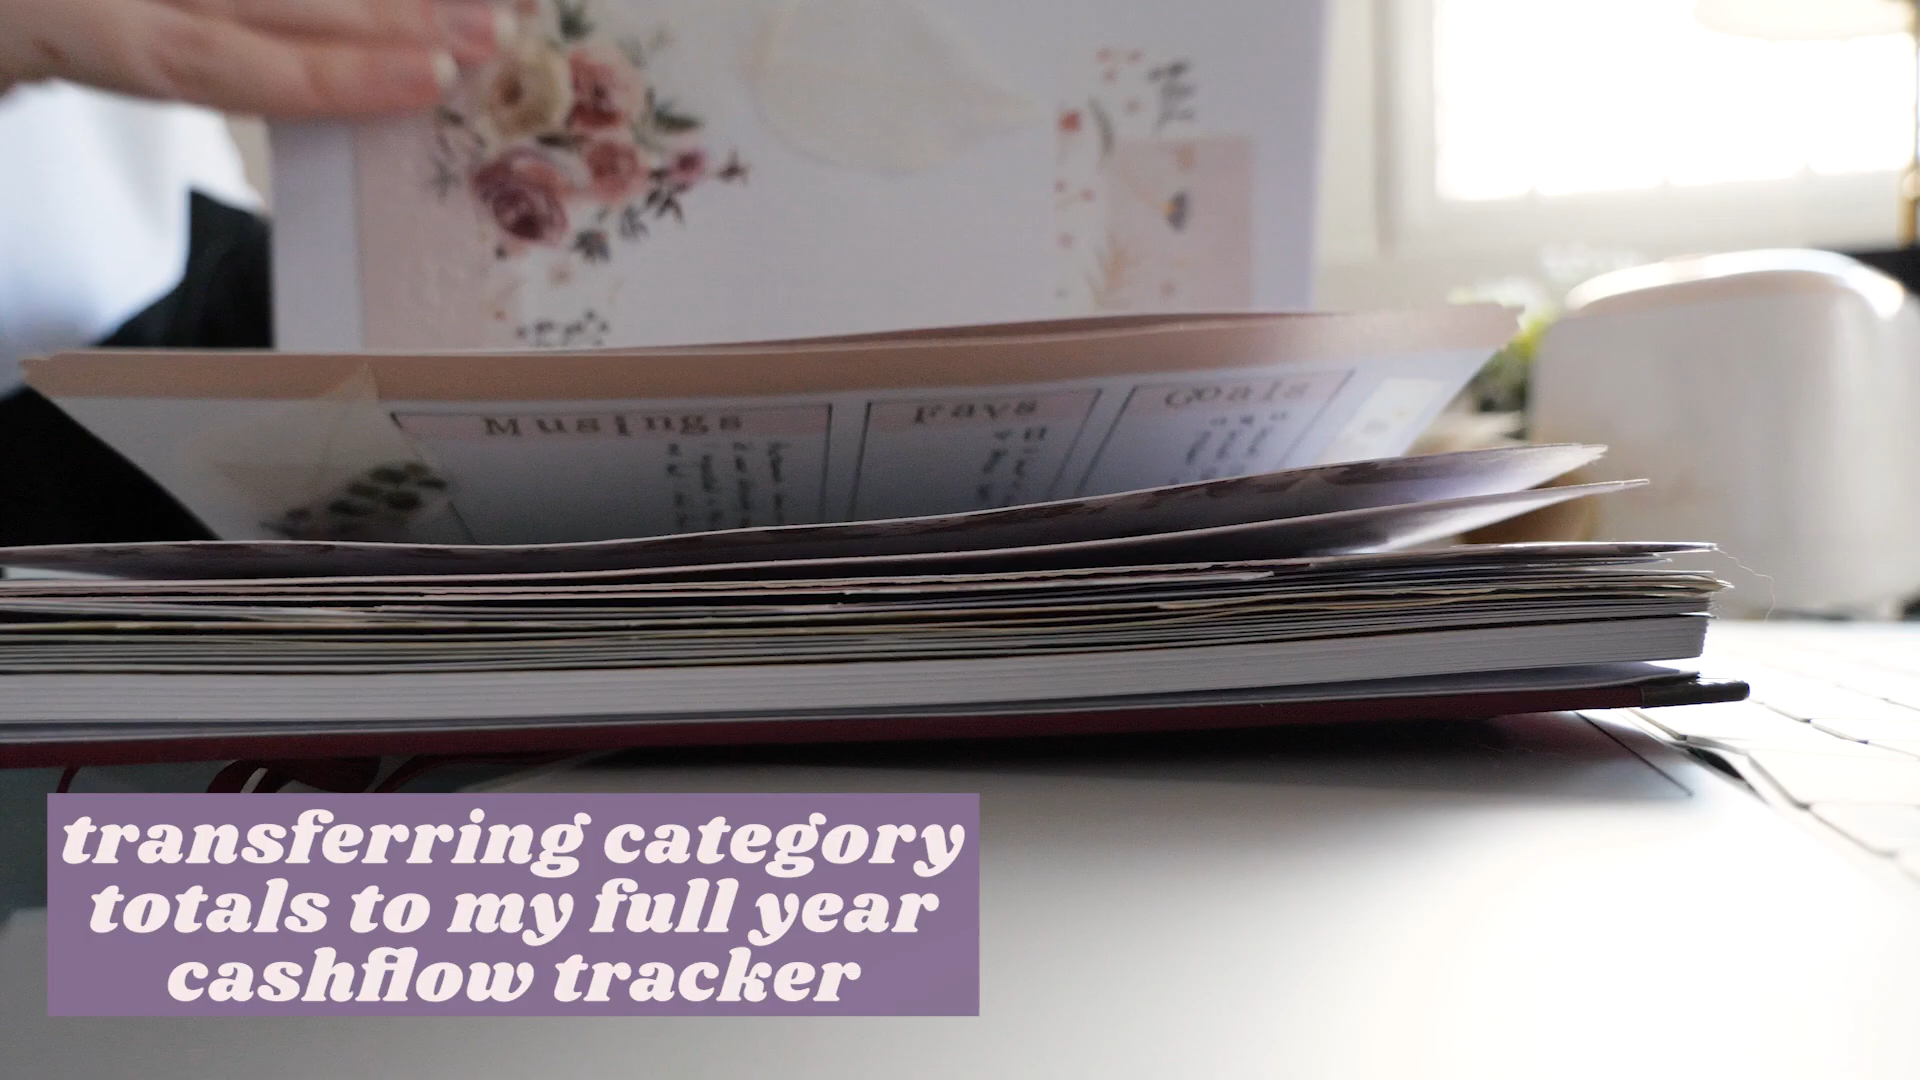 Musings
Favs
Goals
transferring category
totals to my full year
cashflow tracker